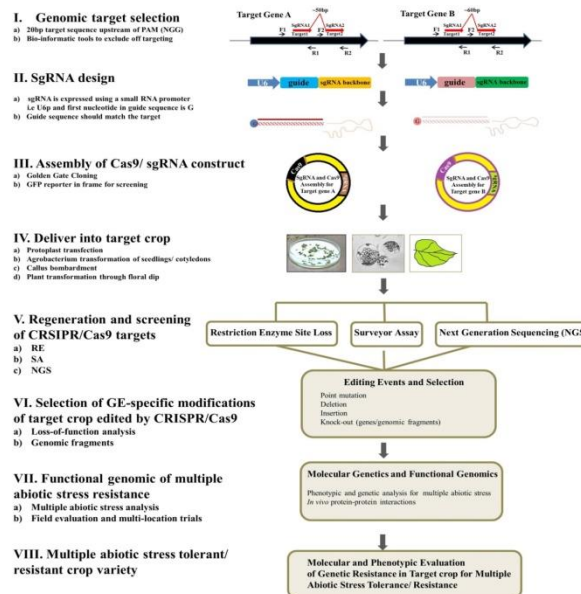 I. Genomic target selection
a) 20bp target sequence upstream of PAM (NGG)
b) Bio-informatic tools to exclude off targeting
Target Gene A
~50bp
F1
SgRNA1
Target1
F2
SgRNA2
Target2
R1
R2
Target Gene B
~60bp
F1
SgRNA1
Target1
F2
SgRNA2
Target2
R1
R2
II. SgRNA design
a) sgRNA is expressed using a small RNA promoter
i.e U6p and first nucleotide in guide sequence is G
b) Guide sequence should match the target
U6
guide
sgRNA backbone
U6
guide
sgRNA backbone
G
III. Assembly of Cas9/ sgRNA construct
a) Golden Gate Cloning
b) GFP reporter in frame for screening
Cas9
SgRNA and Cas9
Assembly for
Target gene A
Cas9
SgRNA and Cas9
Assembly for
Target gene B
IV. Deliver into target crop
a) Protoplast transfection
b) Agrobacterium transformation of seedlings/ cotyledons
c) Callus bombardment
d) Plant transformation through floral dip
V. Regeneration and screening
of CRSIPR/Cas9 targets
a) RE
b) SA
c) NGS
Restriction Enzyme Site Loss
Surveyor Assay
Next Generation Sequencing (NGS
VI. Selection of GE-specific modifications
of target crop edited by CRISPR/Cas9
a) Loss-of-function analysis
b) Genomic fragments
Editing Events and Selection
Point mutation
Deletion
Insertion
Knock-out (genes/genomic fragments)
VII. Functional genomic of multiple
abiotic stress resistance
a) Multiple abiotic stress analysis
b) Field evaluation and multi-location trials
Molecular Genetics and Functional Genomics
Phenotypic and genetic analysis for multiple abiotic stress
In vivo protein-protein interactions
VIII. Multiple abiotic stress tolerant/
resistant crop variety
Molecular and Phenotypic Evaluation
of Genetic Resistance in Target crop for Multiple
Abiotic Stress Tolerance/ Resistance